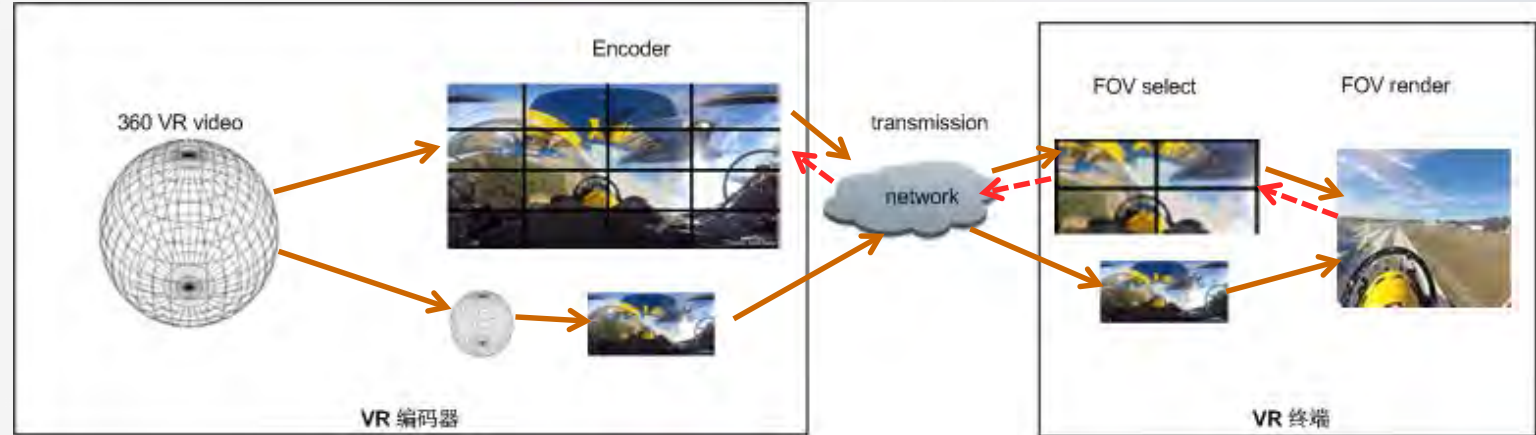 Encoder
360 VR video
transmission
FOV select
FOV render
network
VR 编码器
VR 终端